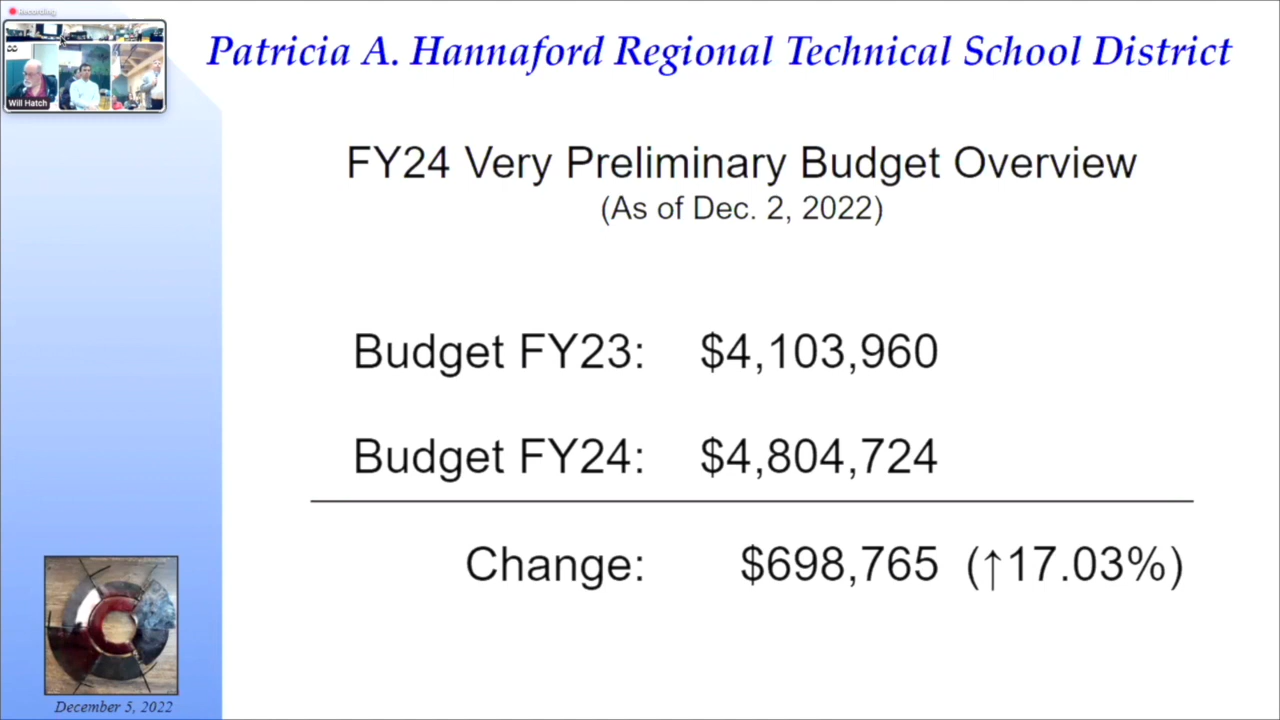 Recording
Will Hatch
Patricia A. Hannaford Regional Technical School District
FY24 Very Preliminary Budget Overview
(As of Dec. 2, 2022)
Budget FY23: $4,103,960
Budget FY24: $4,804,724
Change: $698,765 (↑17.03%)
December 5, 2022